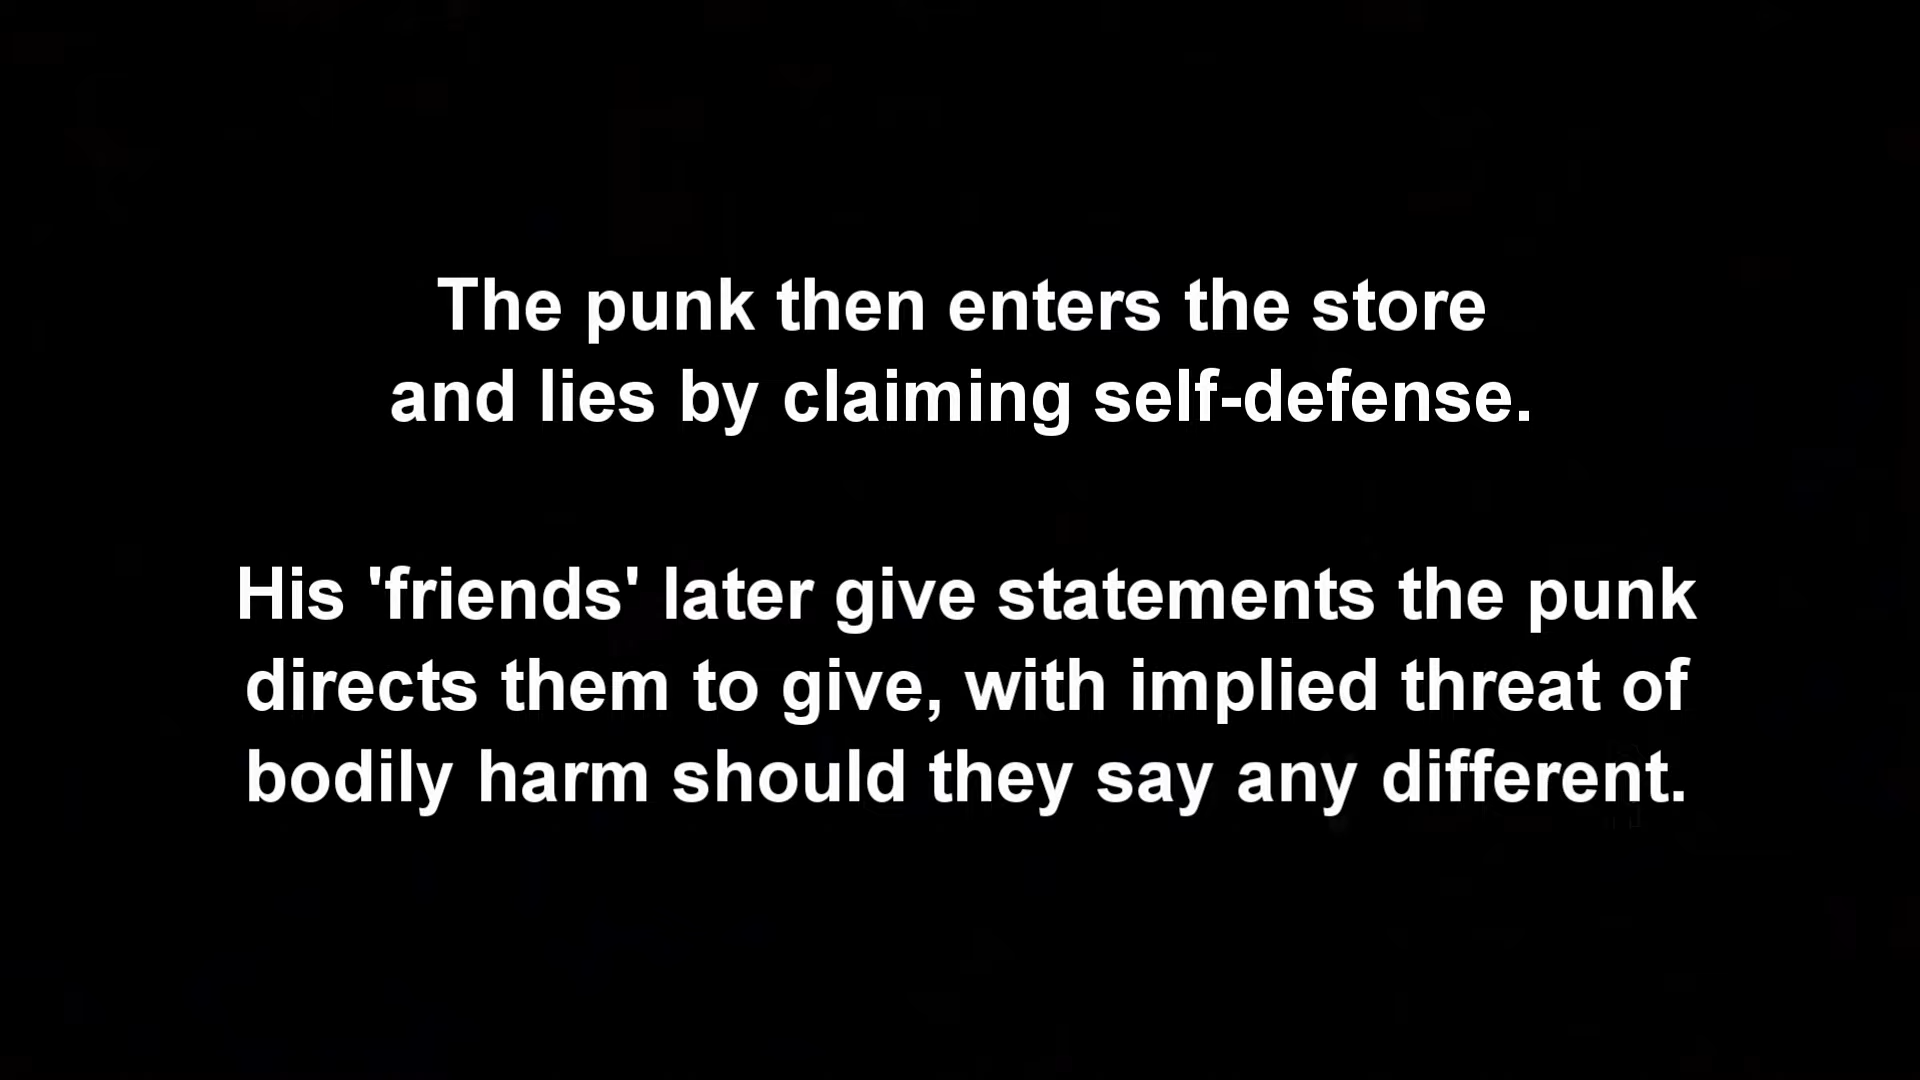 The punk then enters the store
and lies by claiming self-defense.
His 'friends' later give statements the punk
directs them to give, with implied threat of
bodily harm should they say any different.